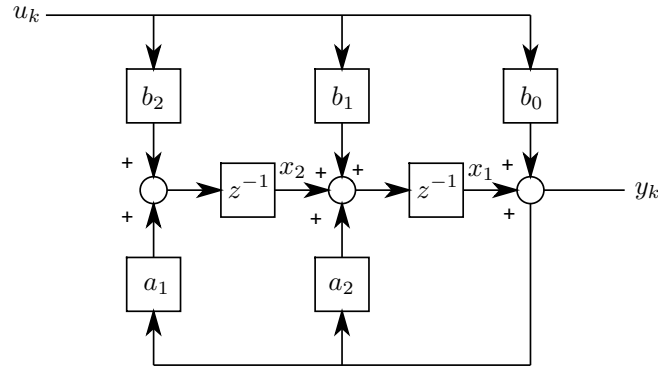 u_k
b_2 b_1 b_0
+ + + +
z^{-1} x_2 z^{-1} x_1 y_k
+ + +
a_1 a_2